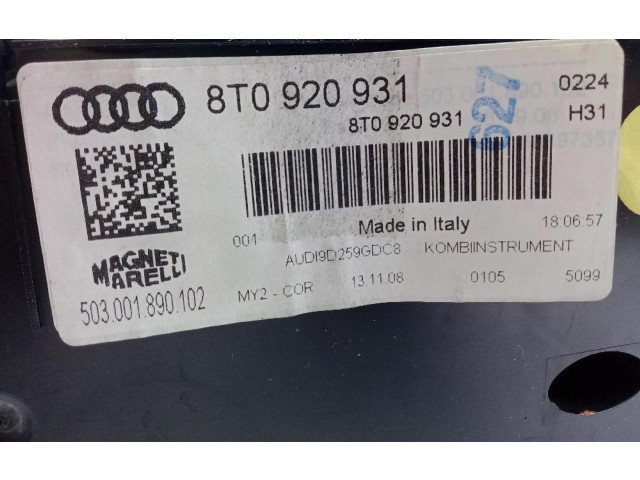 8T0 920 931
8T0 920 931
627
0224
H31
001
Made in Italy
18:06:57
AUDI9D259GDC8 KOMBIINSTRUMENT
MAGNETI
MARELLI
503.001.890.102
MY2 - COR 13.11.08 0105 5099